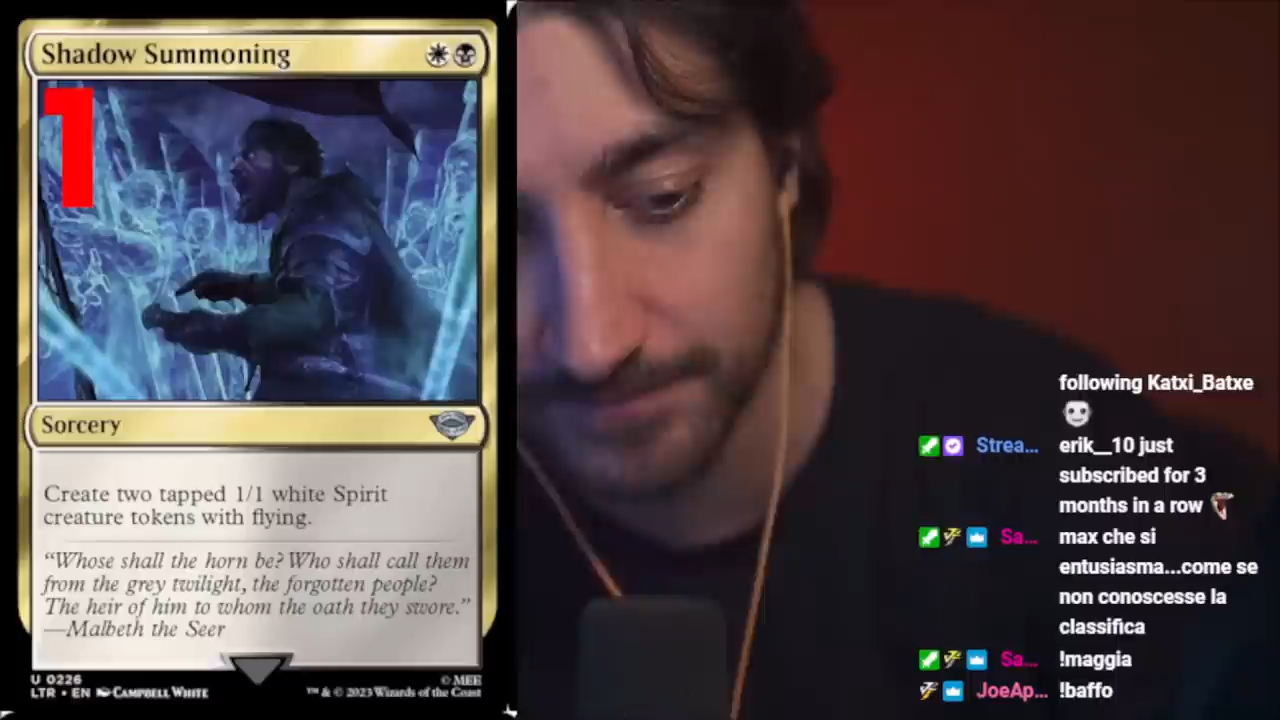 Shadow Summoning
1
Sorcery
Create two tapped 1/1 white Spirit
creature tokens with flying.
"Whose shall the horn be? Who shall call them
from the grey twilight, the forgotten people?
The heir of him to whom the oath they swore."
—Malbeth the Seer
U 0226
LTR • EN CAMPBELL WHITE
© MEE
™ & © 2023 Wizards of the Coast
following Katxi_Batxe
Strea... erik__10 just
subscribed for 3
months in a row
Sa... max che si
entusiasma...come se
non conoscesse la
classifica
Sa... !maggia
JoeAp... !baffo